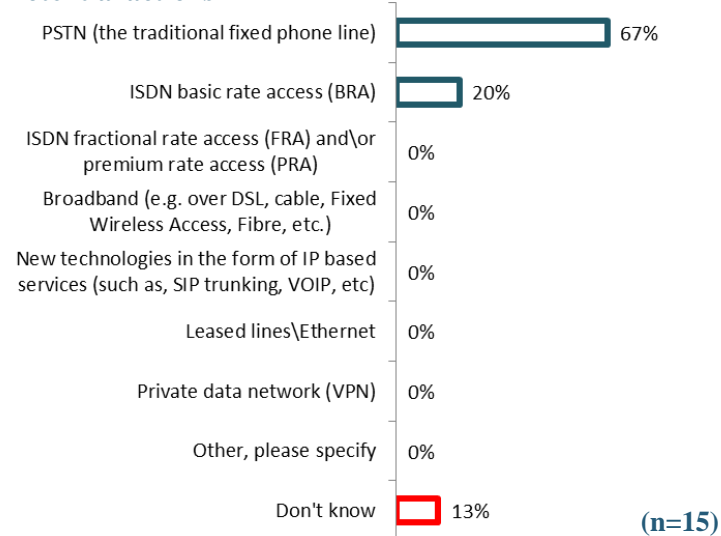 PSTN (the traditional fixed phone line)
67%
ISDN basic rate access (BRA)
20%
ISDN fractional rate access (FRA) and\or
premium rate access (PRA)
0%
Broadband (e.g. over DSL, cable, Fixed
Wireless Access, Fibre, etc.)
0%
New technologies in the form of IP based
services (such as, SIP trunking, VOIP, etc)
0%
Leased lines\Ethernet
0%
Private data network (VPN)
0%
Other, please specify
0%
Don't know
13%
(n=15)